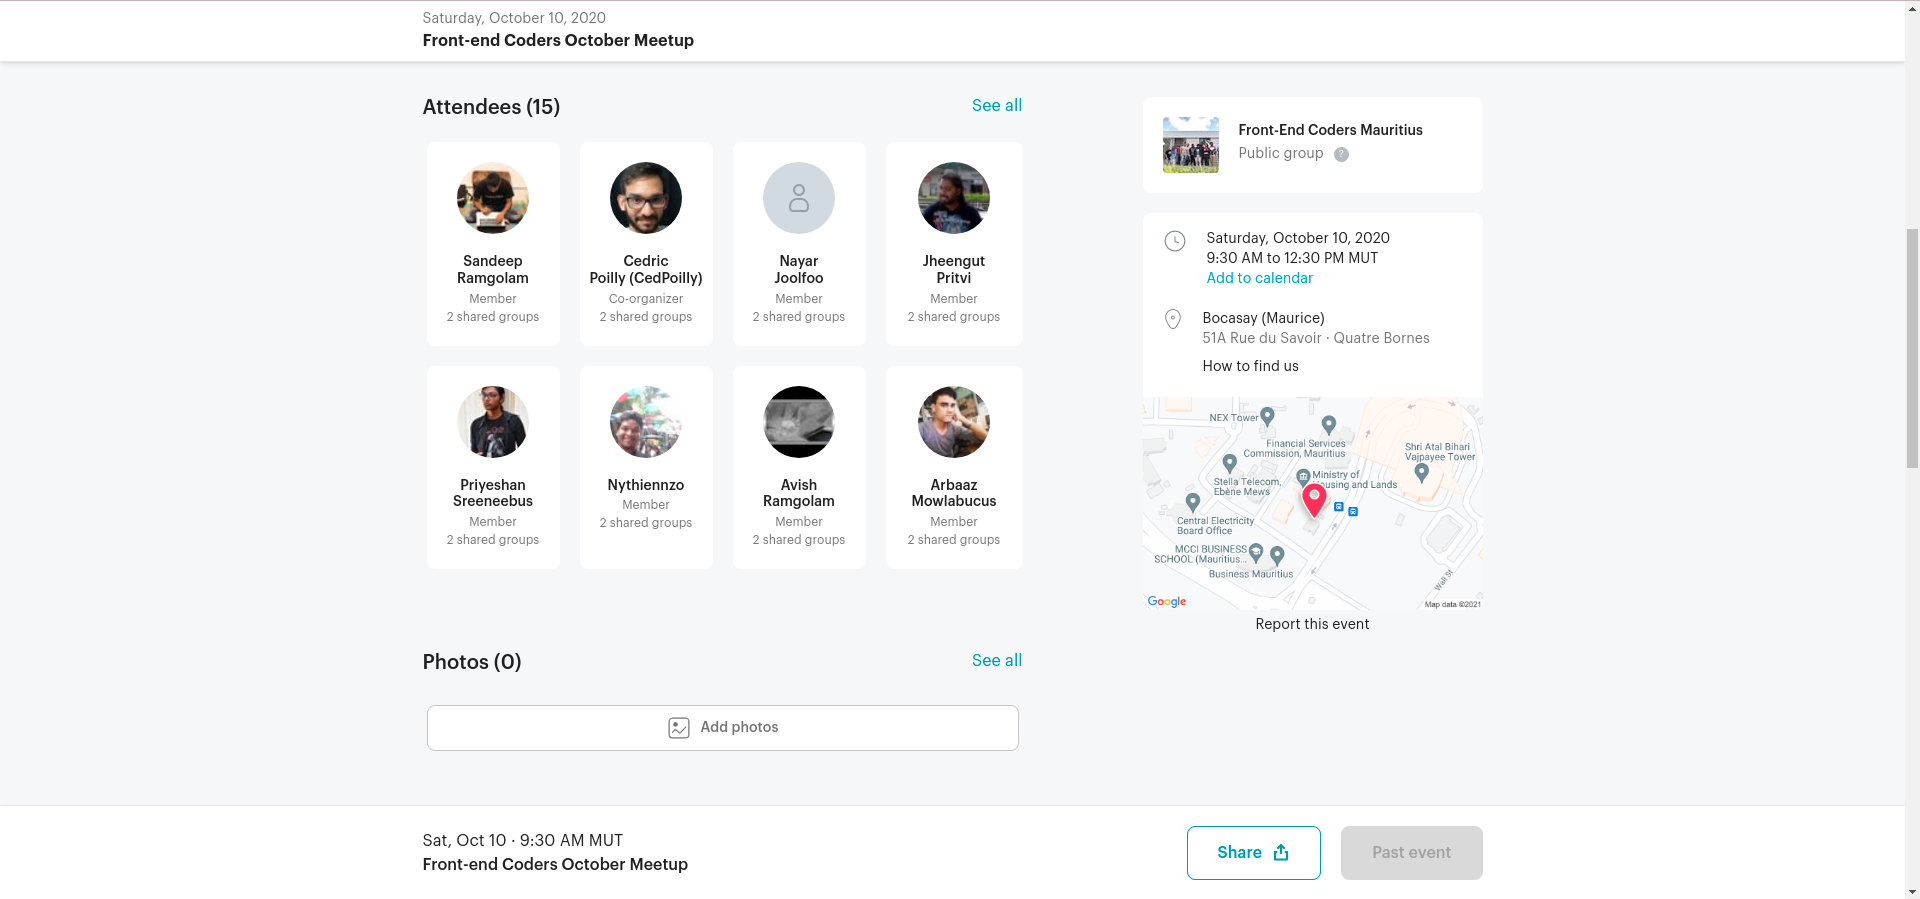 Saturday, October 10, 2020
Front-end Coders October Meetup
Attendees (15)
See all
Sandeep
Ramgolam
Member
2 shared groups
Cedric
Poilly (CedPoilly)
Co-organizer
2 shared groups
Nayar
Joolfoo
Member
2 shared groups
Jheengut
Pritvi
Member
2 shared groups
Priyeshan
Sreeneebus
Member
2 shared groups
Nythiennzo
Member
2 shared groups
Avish
Ramgolam
Member
2 shared groups
Arbaaz
Mowlabucus
Member
2 shared groups
Photos (0)
See all
Add photos
Front-End Coders Mauritius
Public group ?
Saturday, October 10, 2020
9:30 AM to 12:30 PM MUT
Add to calendar
Bocasay (Maurice)
51A Rue du Savoir · Quatre Bornes
How to find us
NEX Tower
Financial Services
Commission, Mauritius
Shri Atal Bihari
Vajpayee Tower
Stella Telecom,
Ebène Mews
Ministry of
using and Lands
Central Electricity
Board Office
MCCI BUSINESS
SCHOOL (Mauritius...
Business Mauritius
Wall St
Google
Map data ©2021
Report this event
Sat, Oct 10 · 9:30 AM MUT
Front-end Coders October Meetup
Share
Past event